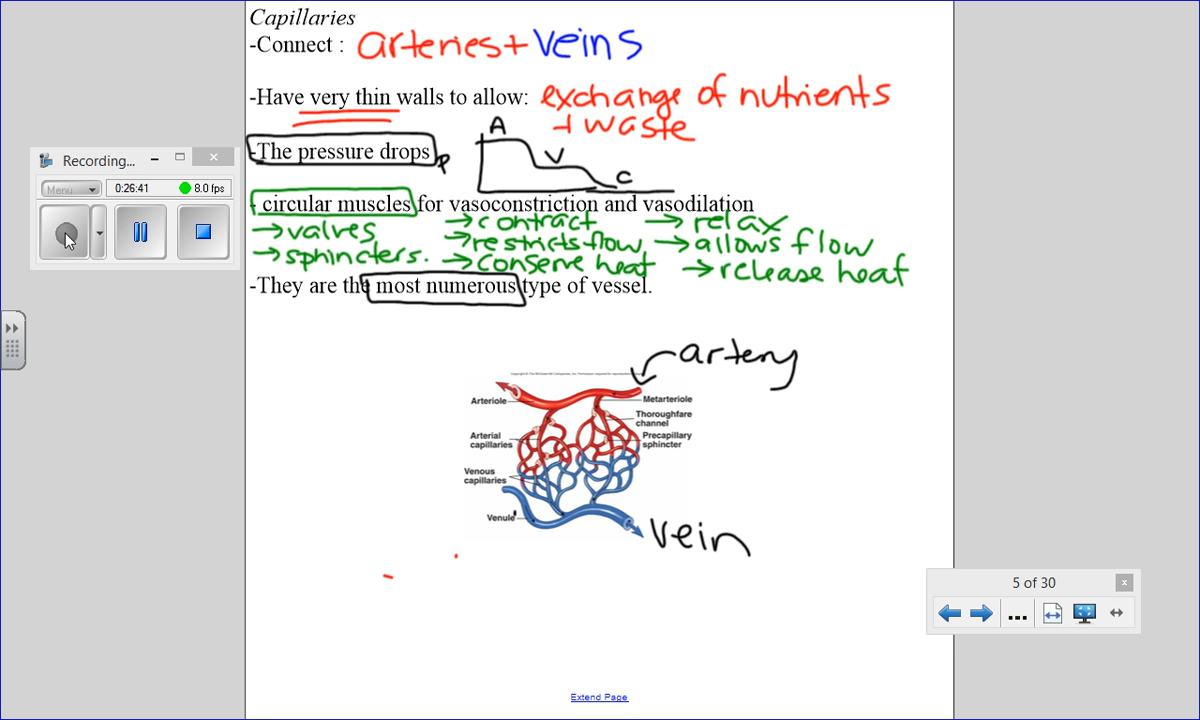 Capillaries
-Connect : arteries + veins
-Have very thin walls to allow: exchange of nutrients
+ waste
A
-The pressure drops
P
V
C
Recording...
Menu
0:26:41
8.0 fps
- circular muscles for vasoconstriction and vasodilation
→ valves → contract → relax
→ sphincters. → restricts flow → allows flow
→ conserve heat → release heat
-They are the most numerous type of vessel.
artery
Arteriole
Metarteriole
Thoroughfare
channel
Arterial
capillaries
Precapillary
sphincter
Venous
capillaries
Venule
vein
5 of 30
Extend Page